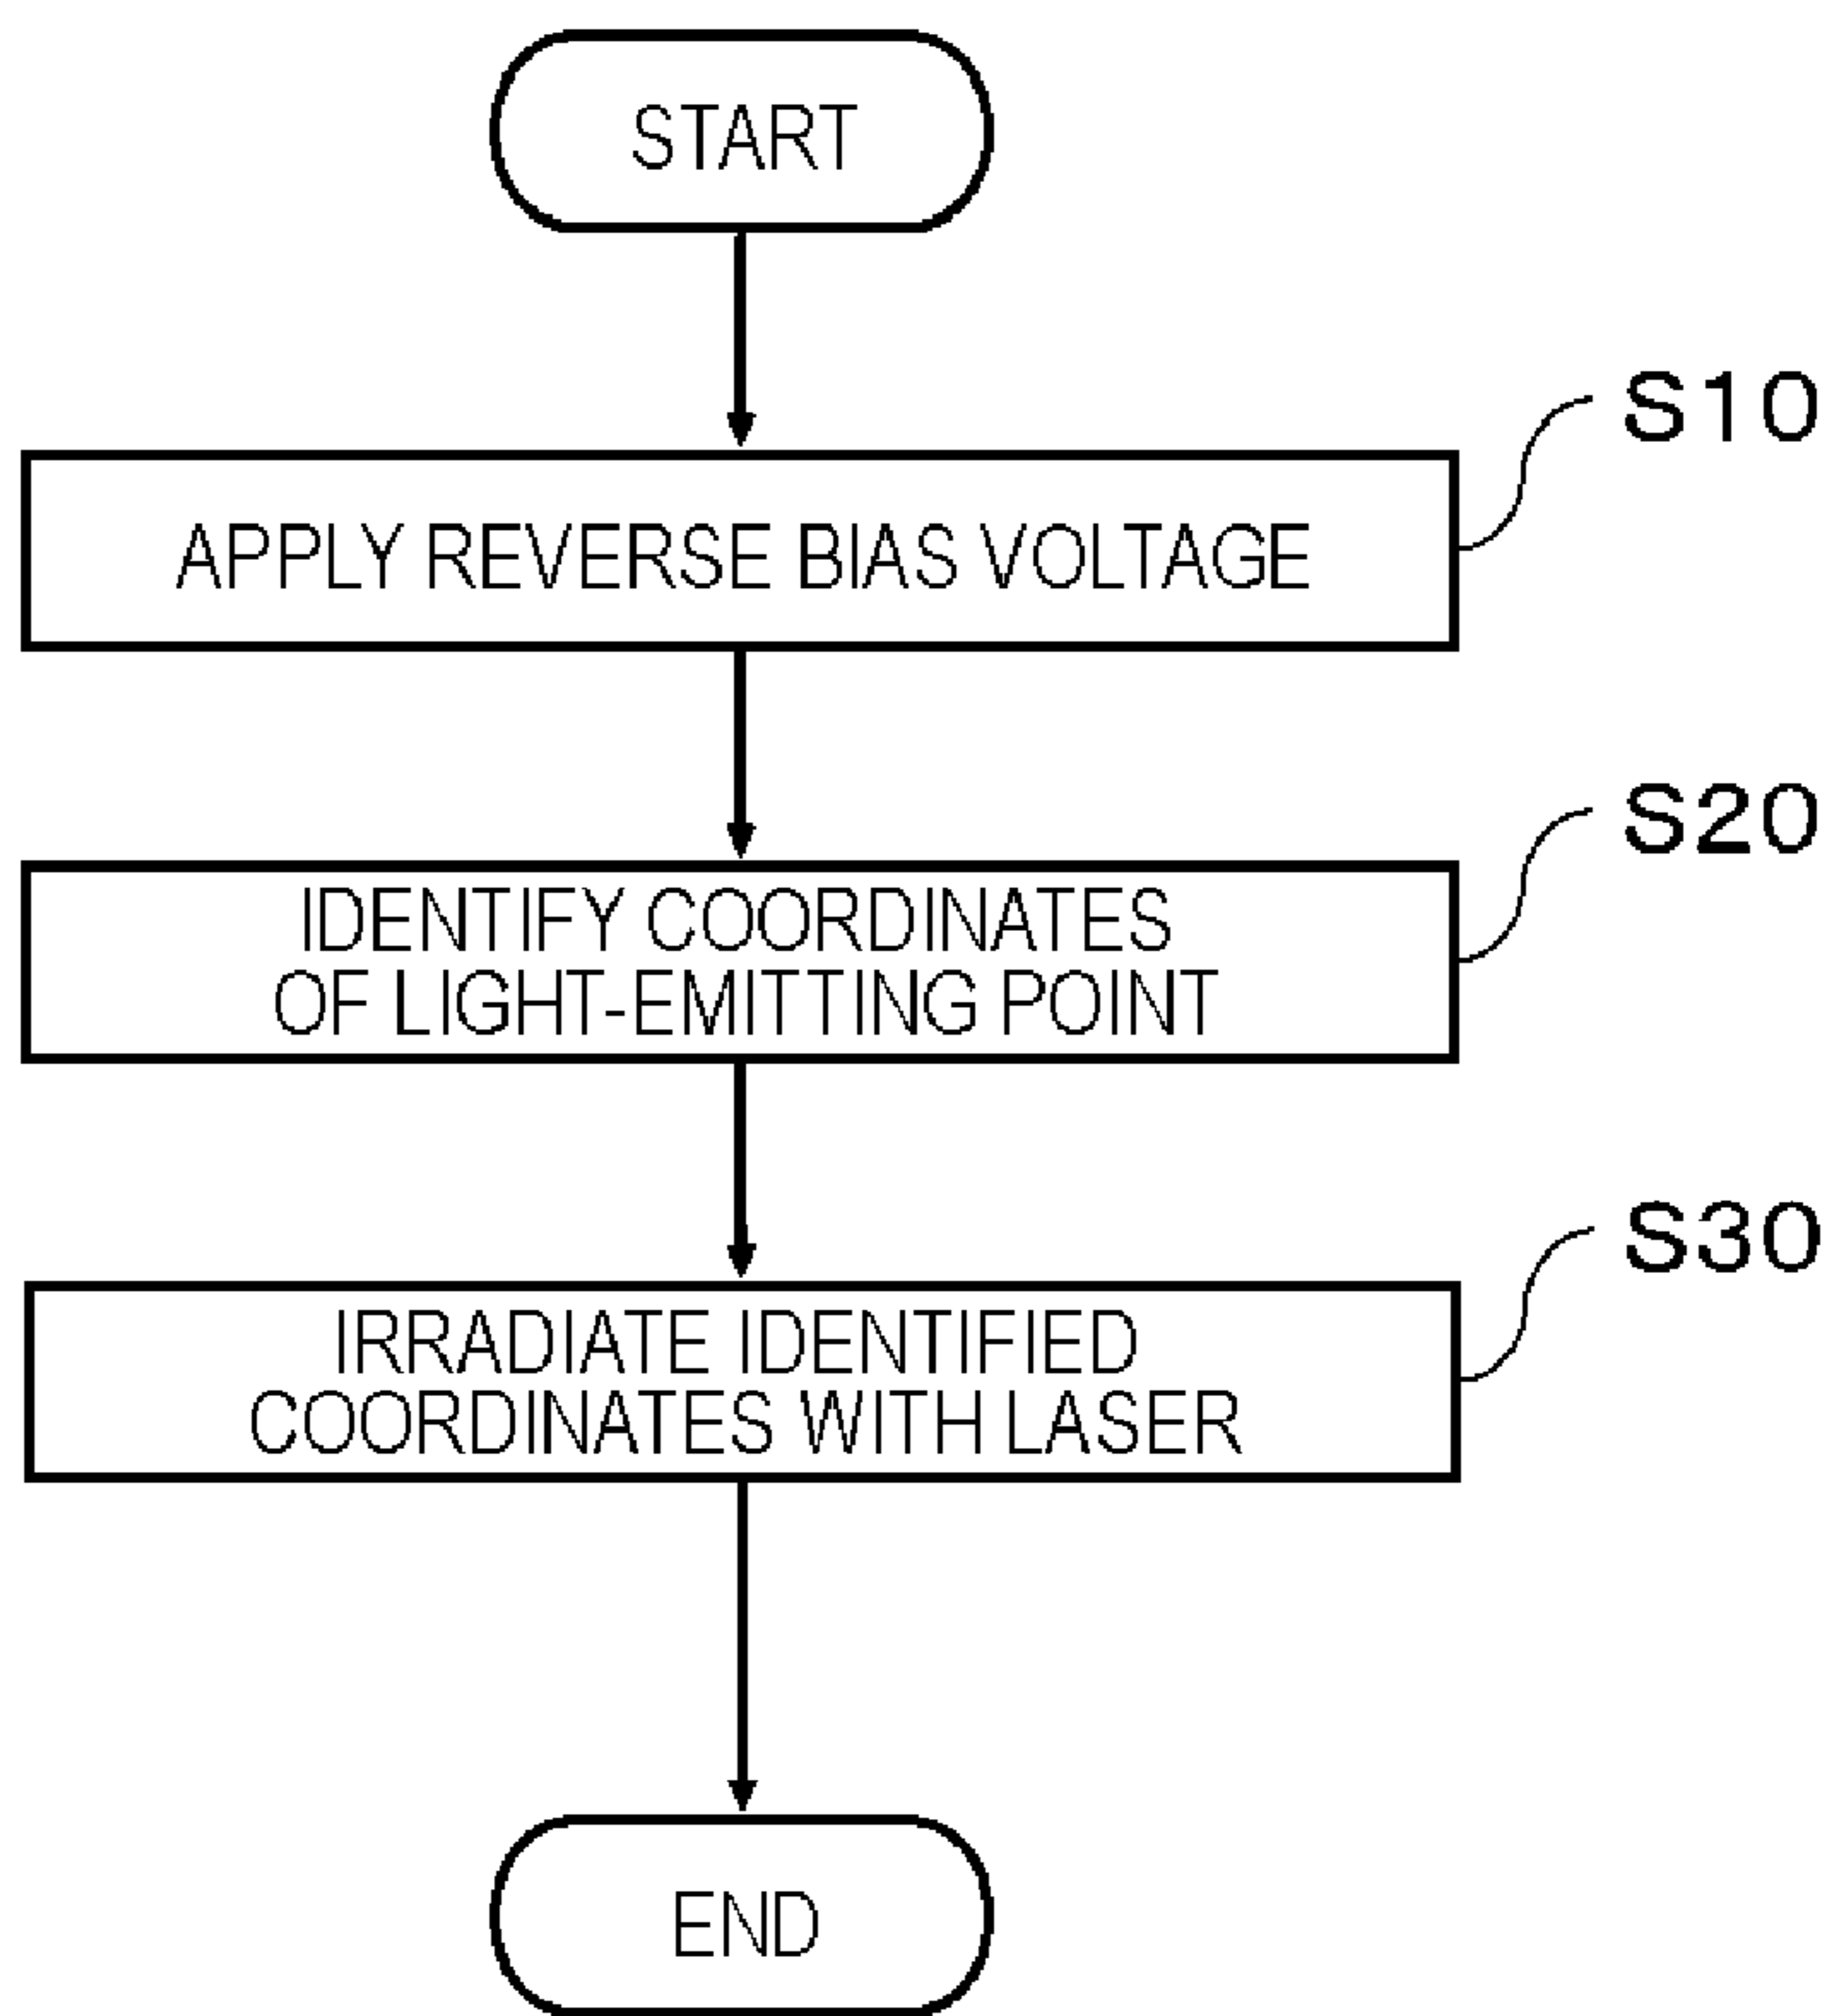 START
S10
APPLY REVERSE BIAS VOLTAGE
S20
IDENTIFY COORDINATES
OF LIGHT-EMITTING POINT
S30
IRRADIATE IDENTIFIED
COORDINATES WITH LASER
END